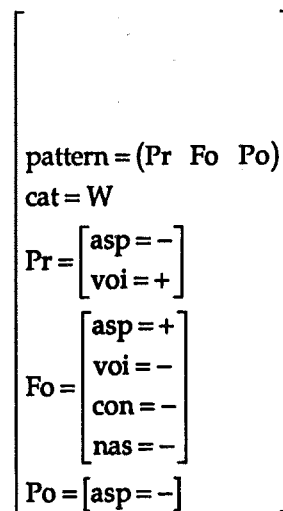 pattern = (Pr Fo Po)
cat = W
Pr = [asp = −
voi = +]
Fo = [asp = +
voi = −
con = −
nas = −]
Po = [asp = −]